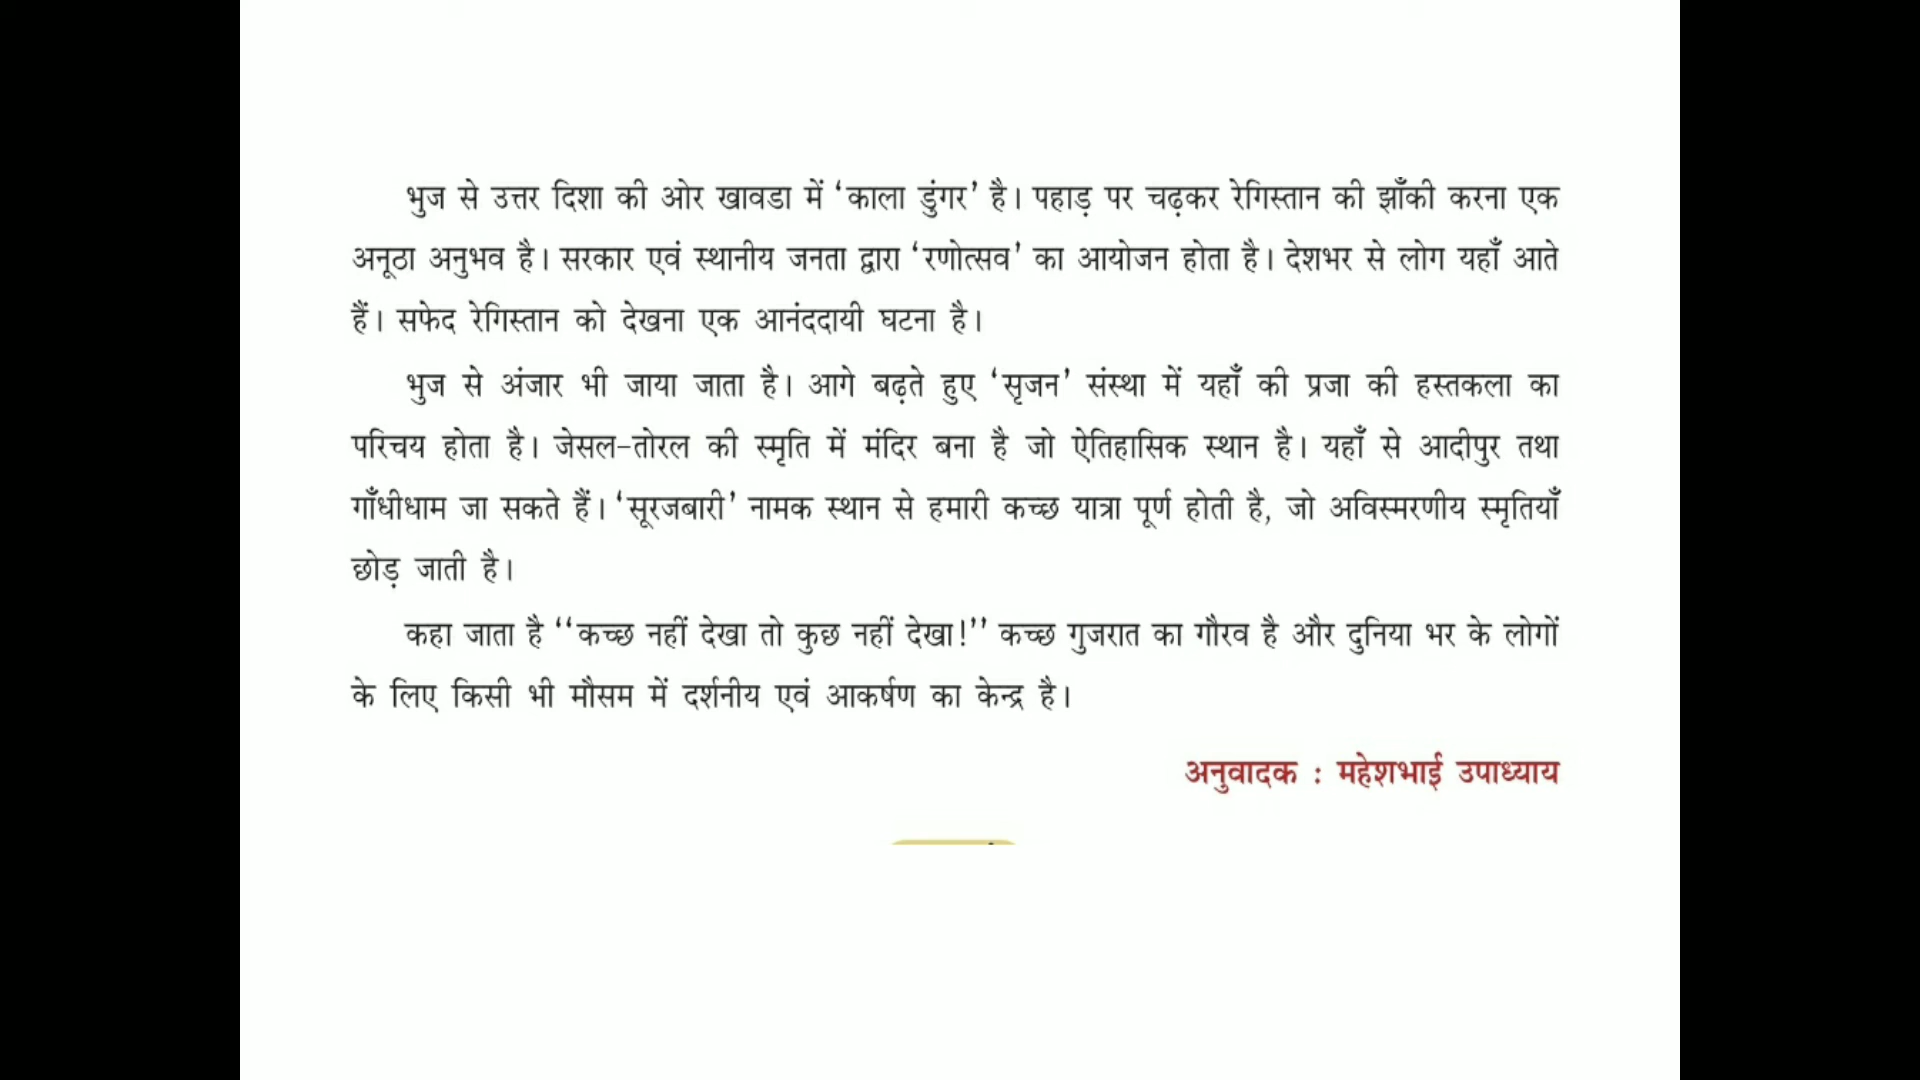 भुज से उत्तर दिशा की ओर खावडा में ‘काला डुंगर’ है। पहाड़ पर चढ़कर रेगिस्तान की झाँकी करना एक
अनूठा अनुभव है। सरकार एवं स्थानीय जनता द्वारा ‘रणोत्सव’ का आयोजन होता है। देशभर से लोग यहाँ आते
हैं। सफेद रेगिस्तान को देखना एक आनंददायी घटना है।
भुज से अंजार भी जाया जाता है। आगे बढ़ते हुए ‘सृजन’ संस्था में यहाँ की प्रजा की हस्तकला का
परिचय होता है। जेसल-तोरल की स्मृति में मंदिर बना है जो ऐतिहासिक स्थान है। यहाँ से आदीपुर तथा
गाँधीधाम जा सकते हैं। ‘सूरजबारी’ नामक स्थान से हमारी कच्छ यात्रा पूर्ण होती है, जो अविस्मरणीय स्मृतियाँ
छोड़ जाती है।
कहा जाता है ‘‘कच्छ नहीं देखा तो कुछ नहीं देखा!’’ कच्छ गुजरात का गौरव है और दुनिया भर के लोगों
के लिए किसी भी मौसम में दर्शनीय एवं आकर्षण का केन्द्र है।
अनुवादक : महेशभाई उपाध्याय